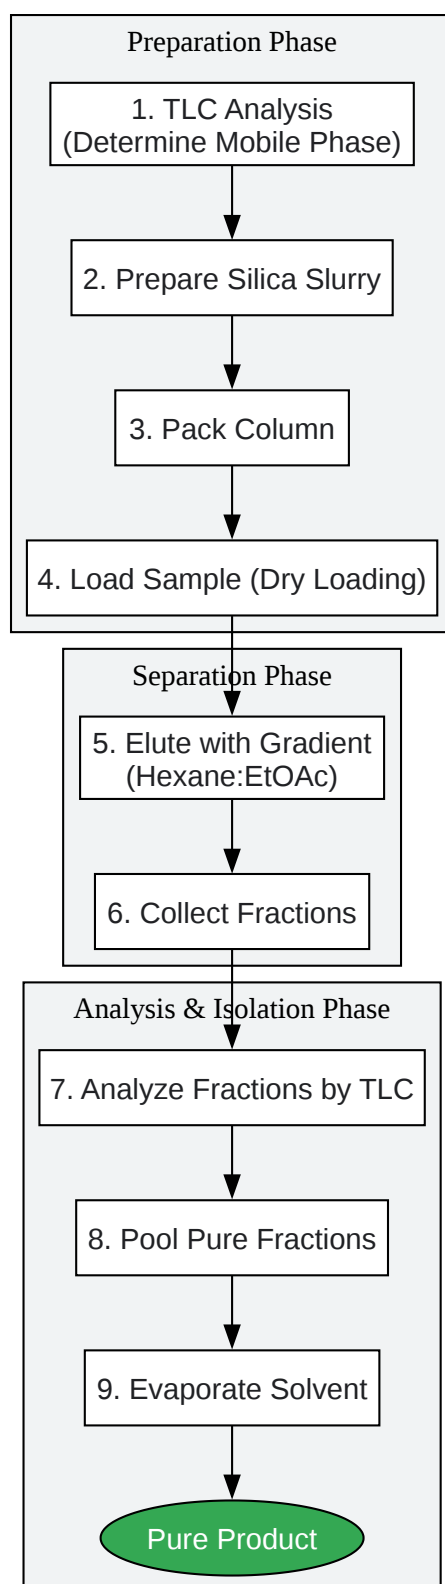 Preparation Phase
1. TLC Analysis
(Determine Mobile Phase)
2. Prepare Silica Slurry
3. Pack Column
4. Load Sample (Dry Loading)
Separation Phase
5. Elute with Gradient
(Hexane:EtOAc)
6. Collect Fractions
Analysis & Isolation Phase
7. Analyze Fractions by TLC
8. Pool Pure Fractions
9. Evaporate Solvent
Pure Product